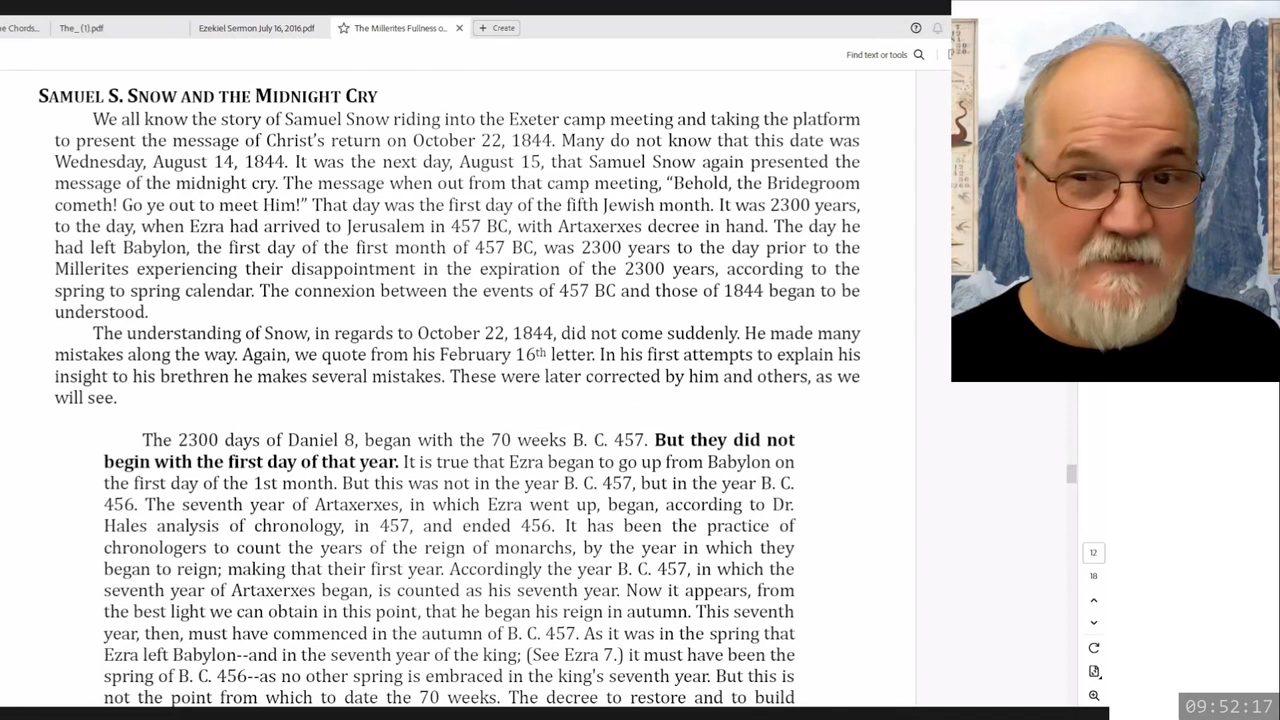 e Chords...
The_ (1).pdf
Ezekiel Sermon July 16, 2016.pdf
The Millerites Fullness o...
Create
Find text or tools
SAMUEL S. SNOW AND THE MIDNIGHT CRY
We all know the story of Samuel Snow riding into the Exeter camp meeting and taking the platform
to present the message of Christ's return on October 22, 1844. Many do not know that this date was
Wednesday, August 14, 1844. It was the next day, August 15, that Samuel Snow again presented the
message of the midnight cry. The message when out from that camp meeting, “Behold, the Bridegroom
cometh! Go ye out to meet Him!” That day was the first day of the fifth Jewish month. It was 2300 years,
to the day, when Ezra had arrived to Jerusalem in 457 BC, with Artaxerxes decree in hand. The day he
had left Babylon, the first day of the first month of 457 BC, was 2300 years to the day prior to the
Millerites experiencing their disappointment in the expiration of the 2300 years, according to the
spring to spring calendar. The connexion between the events of 457 BC and those of 1844 began to be
understood.
The understanding of Snow, in regards to October 22, 1844, did not come suddenly. He made many
mistakes along the way. Again, we quote from his February 16th letter. In his first attempts to explain his
insight to his brethren he makes several mistakes. These were later corrected by him and others, as we
will see.
The 2300 days of Daniel 8, began with the 70 weeks B. C. 457. But they did not
begin with the first day of that year. It is true that Ezra began to go up from Babylon on
the first day of the 1st month. But this was not in the year B. C. 457, but in the year B. C.
456. The seventh year of Artaxerxes, in which Ezra went up, began, according to Dr.
Hales analysis of chronology, in 457, and ended 456. It has been the practice of
chronologers to count the years of the reign of monarchs, by the year in which they
began to reign; making that their first year. Accordingly the year B. C. 457, in which the
seventh year of Artaxerxes began, is counted as his seventh year. Now it appears, from
the best light we can obtain in this point, that he began his reign in autumn. This seventh
year, then, must have commenced in the autumn of B. C. 457. As it was in the spring that
Ezra left Babylon--and in the seventh year of the king; (See Ezra 7.) it must have been the
spring of B. C. 456--as no other spring is embraced in the king's seventh year. But this is
not the point from which to date the 70 weeks. The decree to restore and to build
12
18
09:52:17